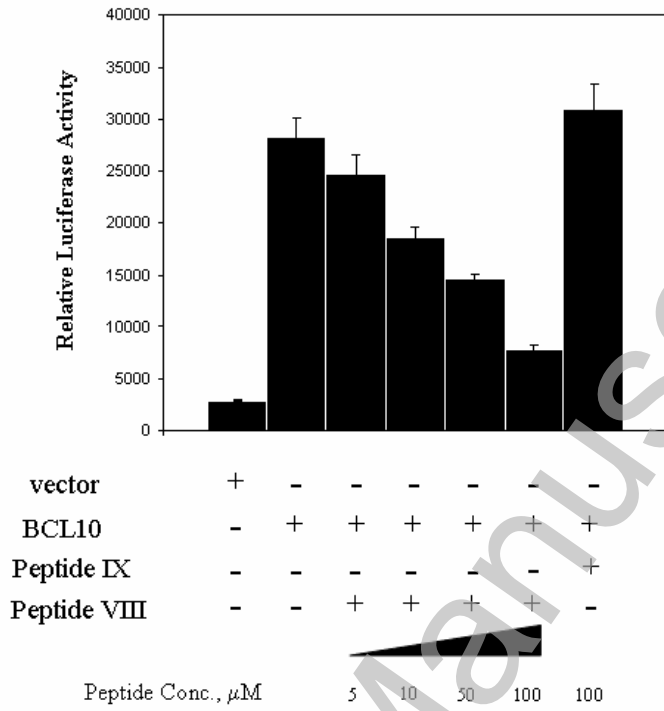 40000
35000
30000
25000
20000
15000
10000
5000
0
Relative Luciferase Activity
vector + - - - - - -
BCL10 - + + + + + +
Peptide IX - - - - - - +
Peptide VIII - - + + + + -
Peptide Conc., μM 5 10 50 100 100
Manus